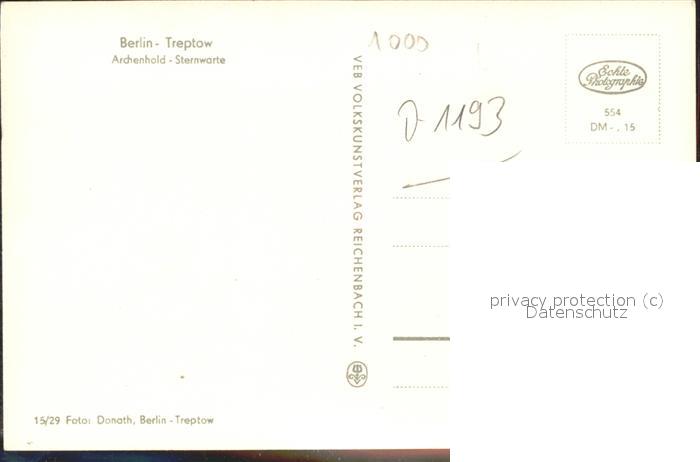 Berlin - Treptow
Archenhold - Sternwarte
1000
D 1193
Echte
Photographie
554
DM - , 15
VEB VOLKSKUNSTVERLAG REICHENBACH I. V.
privacy protection (c)
Datenschutz
15/29 Foto: Donath, Berlin - Treptow